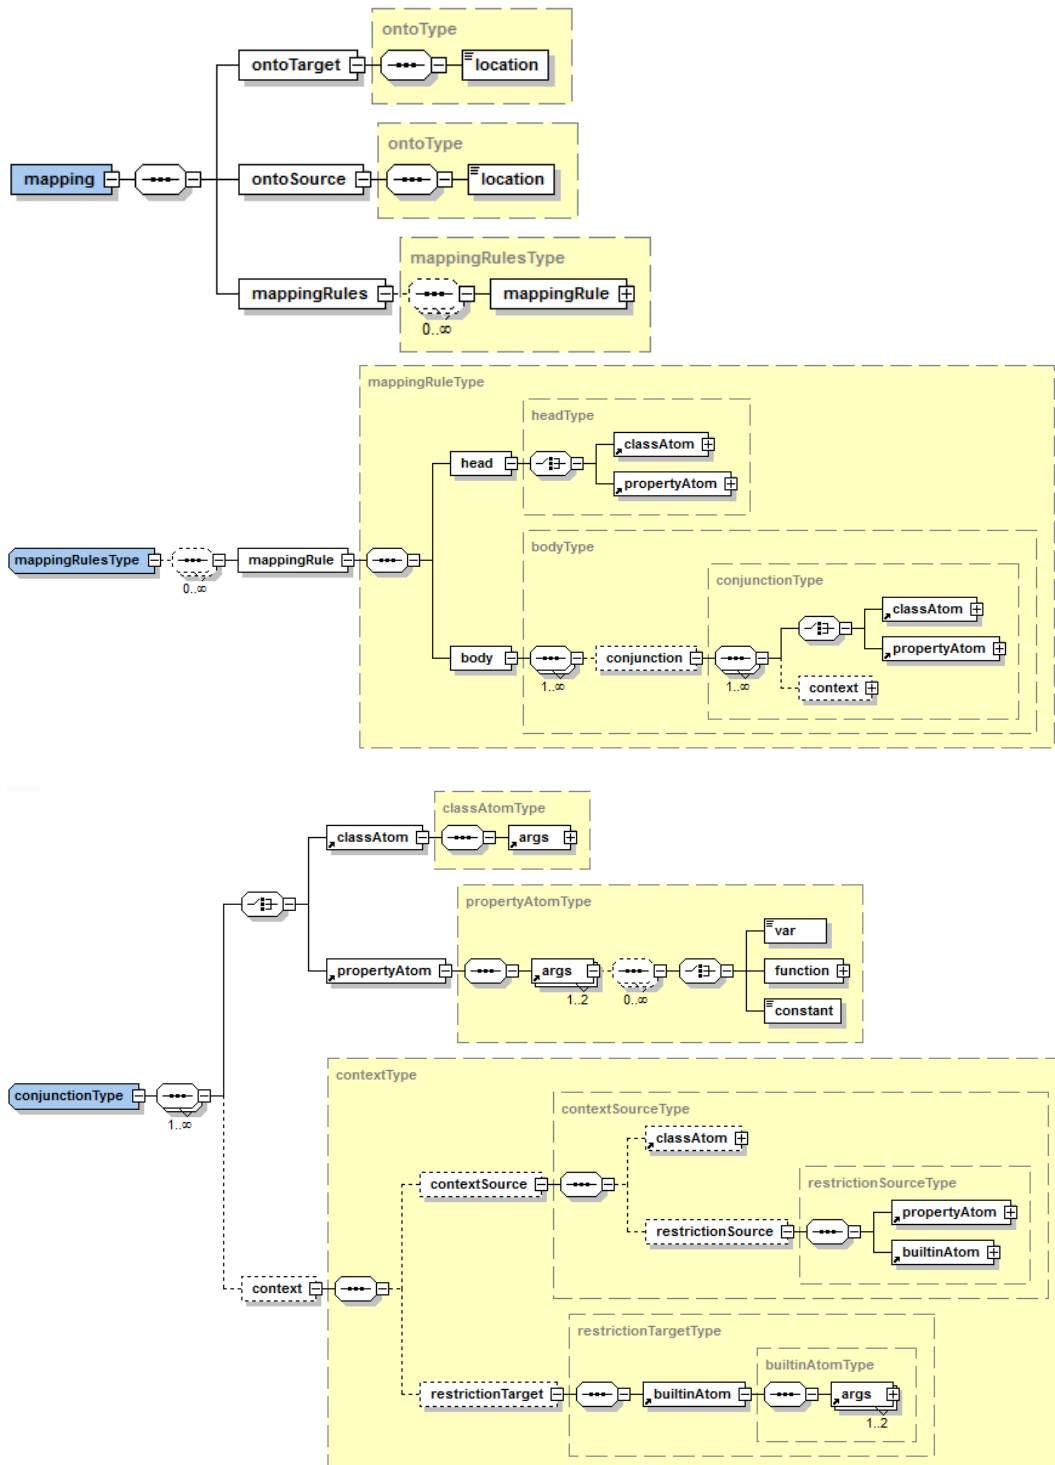 ontoType
ontoTarget
location
ontoType
mapping
ontoSource
location
mappingRulesType
mappingRules
mappingRule
0..∞
mappingRuleType
headType
classAtom
head
propertyAtom
bodyType
mappingRulesType
mappingRule
0..∞
conjunctionType
classAtom
propertyAtom
body
conjunction
1..∞
1..∞
context
classAtomType
classAtom
args
propertyAtomType
var
propertyAtom
args
function
1..2
0..∞
constant
contextType
conjunctionType
1..∞
contextSourceType
classAtom
contextSource
restrictionSourceType
propertyAtom
restrictionSource
builtinAtom
context
restrictionTargetType
builtinAtomType
restrictionTarget
builtinAtom
args
1..2